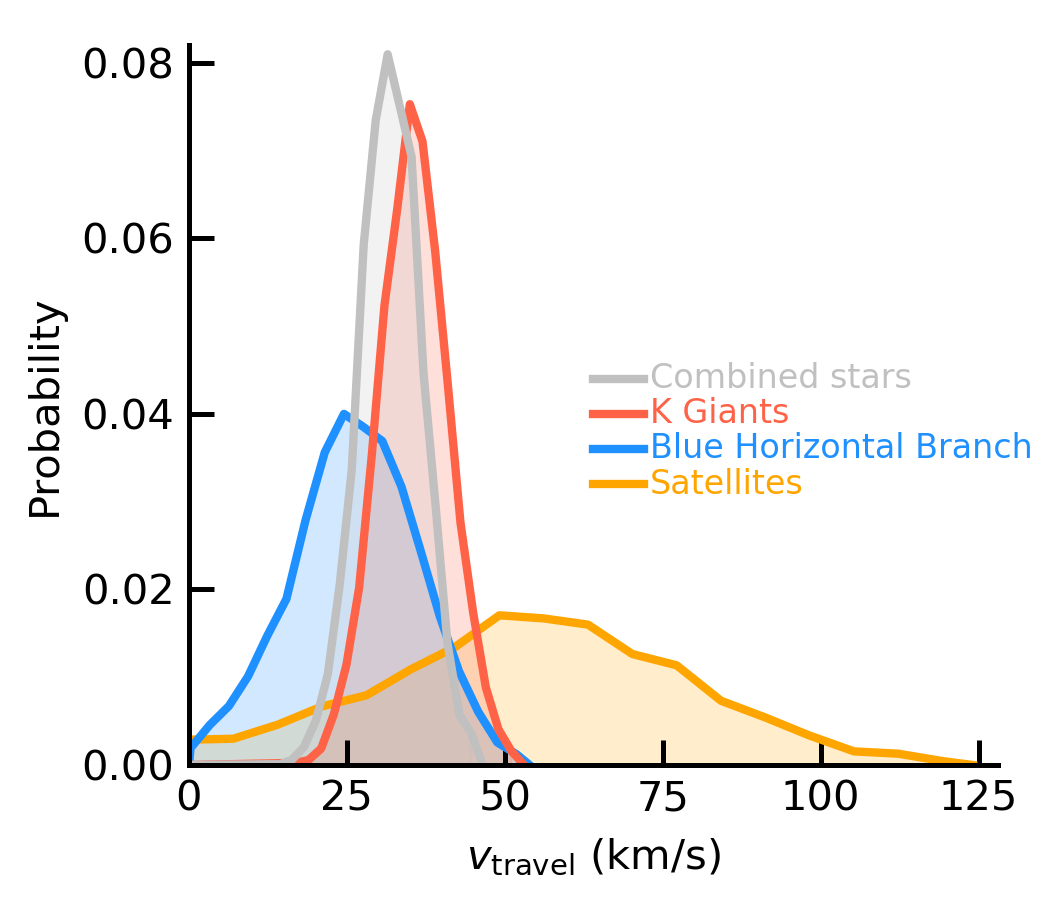 0.08
0.06
0.04
0.02
0.00
Probability
Combined stars
K Giants
Blue Horizontal Branch
Satellites
0 25 50 75 100 125
v_travel (km/s)